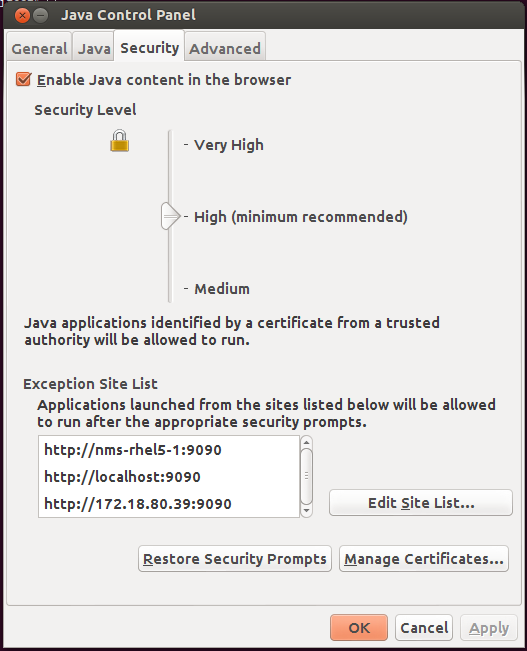 Java Control Panel
General Java Security Advanced
Enable Java content in the browser
Security Level
- Very High
- High (minimum recommended)
- Medium
Java applications identified by a certificate from a trusted
authority will be allowed to run.
Exception Site List
Applications launched from the sites listed below will be allowed
to run after the appropriate security prompts.
http://nms-rhel5-1:9090
http://localhost:9090
http://172.18.80.39:9090
Edit Site List...
Restore Security Prompts Manage Certificates...
OK Cancel Apply